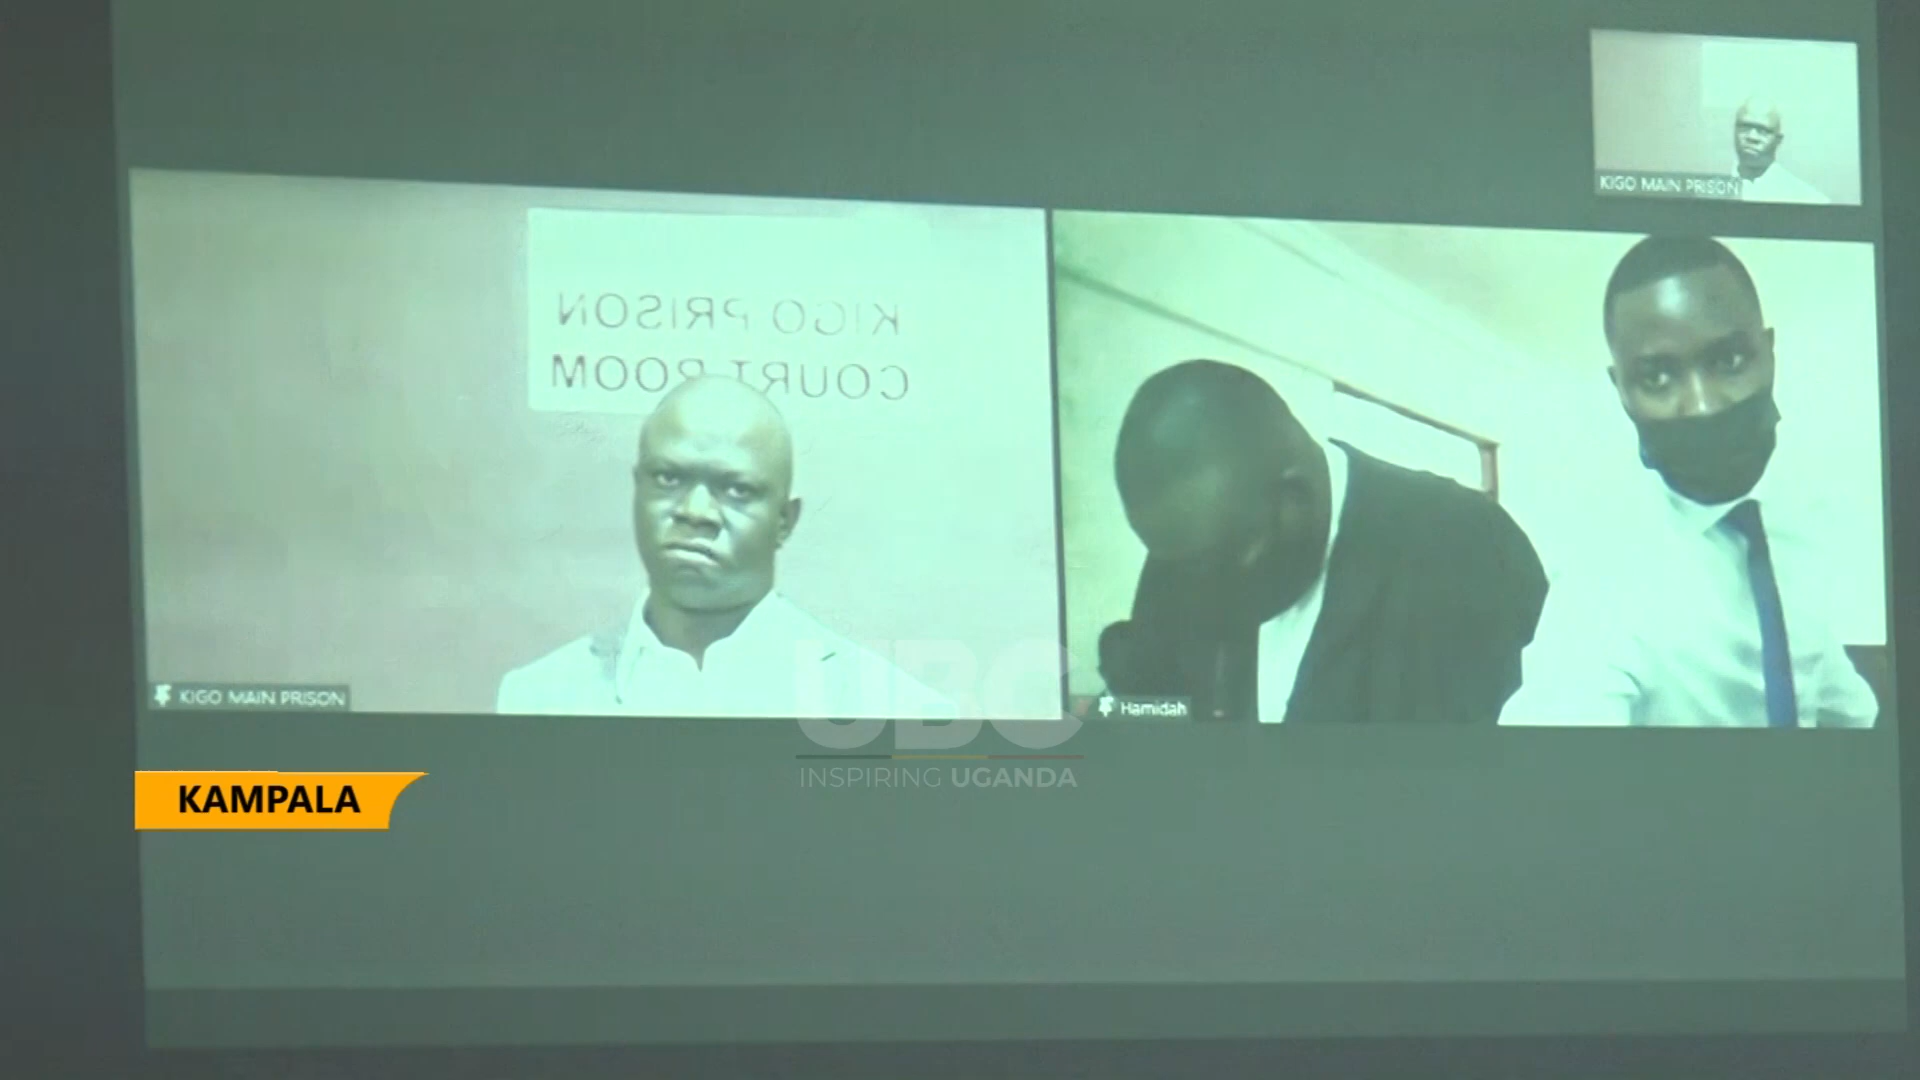 KIGO MAIN PRISON
KIGO PRISON
COURT ROOM
KIGO MAIN PRISON
Hamidah
UBC
INSPIRING UGANDA
KAMPALA